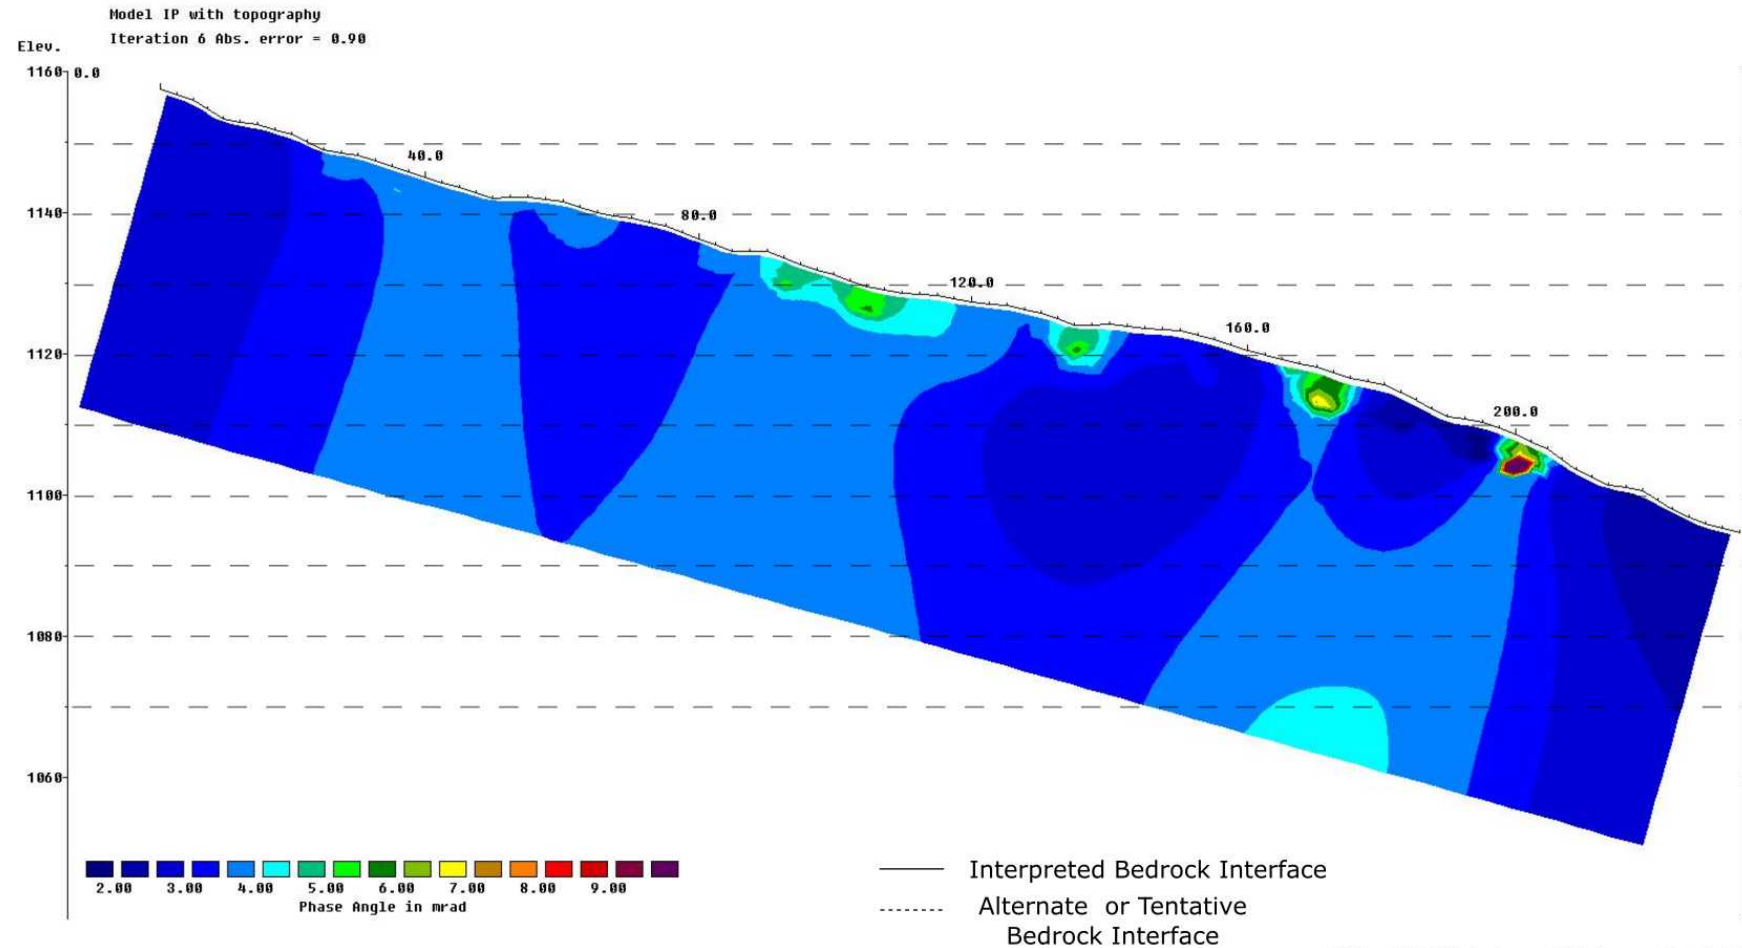 Model IP with topography
Iteration 6 Abs. error = 0.90
Elev.
1160 0.0
40.0
1140
80.0
120.0
1120
160.0
200.0
1100
1080
1060
2.00 3.00 4.00 5.00 6.00 7.00 8.00 9.00
Phase Angle in mrad
Interpreted Bedrock Interface
Alternate or Tentative
Bedrock Interface